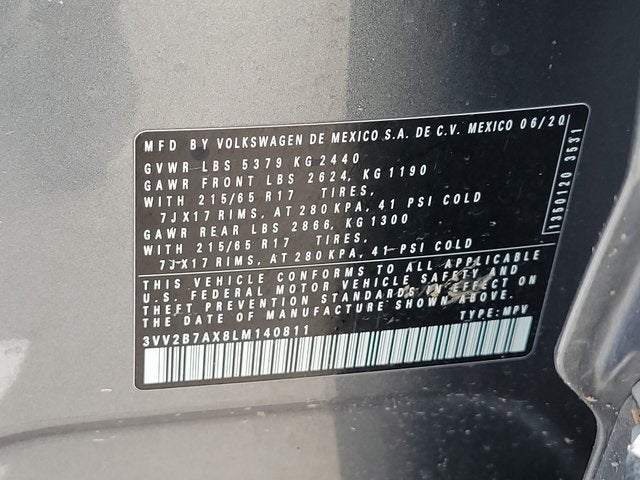 MFD BY VOLKSWAGEN DE MEXICO S.A. DE C.V. MEXICO 06/20
GVWR LBS 5379 KG 2440
GAWR FRONT LBS 2624, KG 1190
WITH 215/65 R17 TIRES,
7JX17 RIMS, AT 280 KPA, 41 PSI COLD
GAWR REAR LBS 2866, KG 1300
WITH 215/65 R17 TIRES,
7J-X17 RIMS, AT 280 KPA, 41 PSI COLD
THIS VEHICLE CONFORMS TO ALL APPLICABLE
U.S. FEDERAL MOTOR VEHICLE SAFETY AND
THEFT PREVENTION STANDARDS IN EFFECT ON
THE DATE OF MANUFACTURE SHOWN ABOVE.
3VV2B7AX8LM140811 TYPE: MPV
1360120 3531